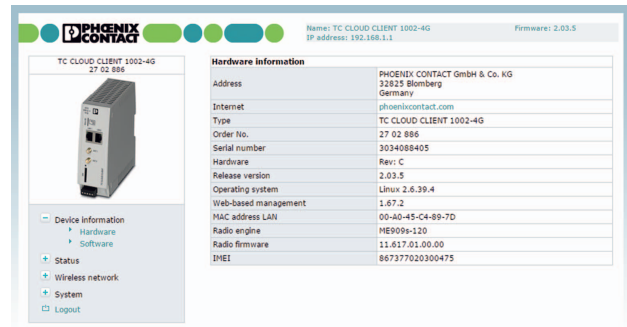 PHŒNIX
CONTACT
Name: TC CLOUD CLIENT 1002-4G
IP address: 192.168.1.1
Firmware: 2.03.5
TC CLOUD CLIENT 1002-4G
27 02 886
Device information
Hardware
Software
Status
Wireless network
System
Logout
Hardware information
Address PHOENIX CONTACT GmbH & Co. KG
32825 Blomberg
Germany
Internet phoenixcontact.com
Type TC CLOUD CLIENT 1002-4G
Order No. 27 02 886
Serial number 3034088405
Hardware Rev: C
Release version 2.03.5
Operating system Linux 2.6.39.4
Web-based management 1.67.2
MAC address LAN 00-A0-45-C4-89-7D
Radio engine ME909s-120
Radio firmware 11.617.01.00.00
IMEI 867377020300475